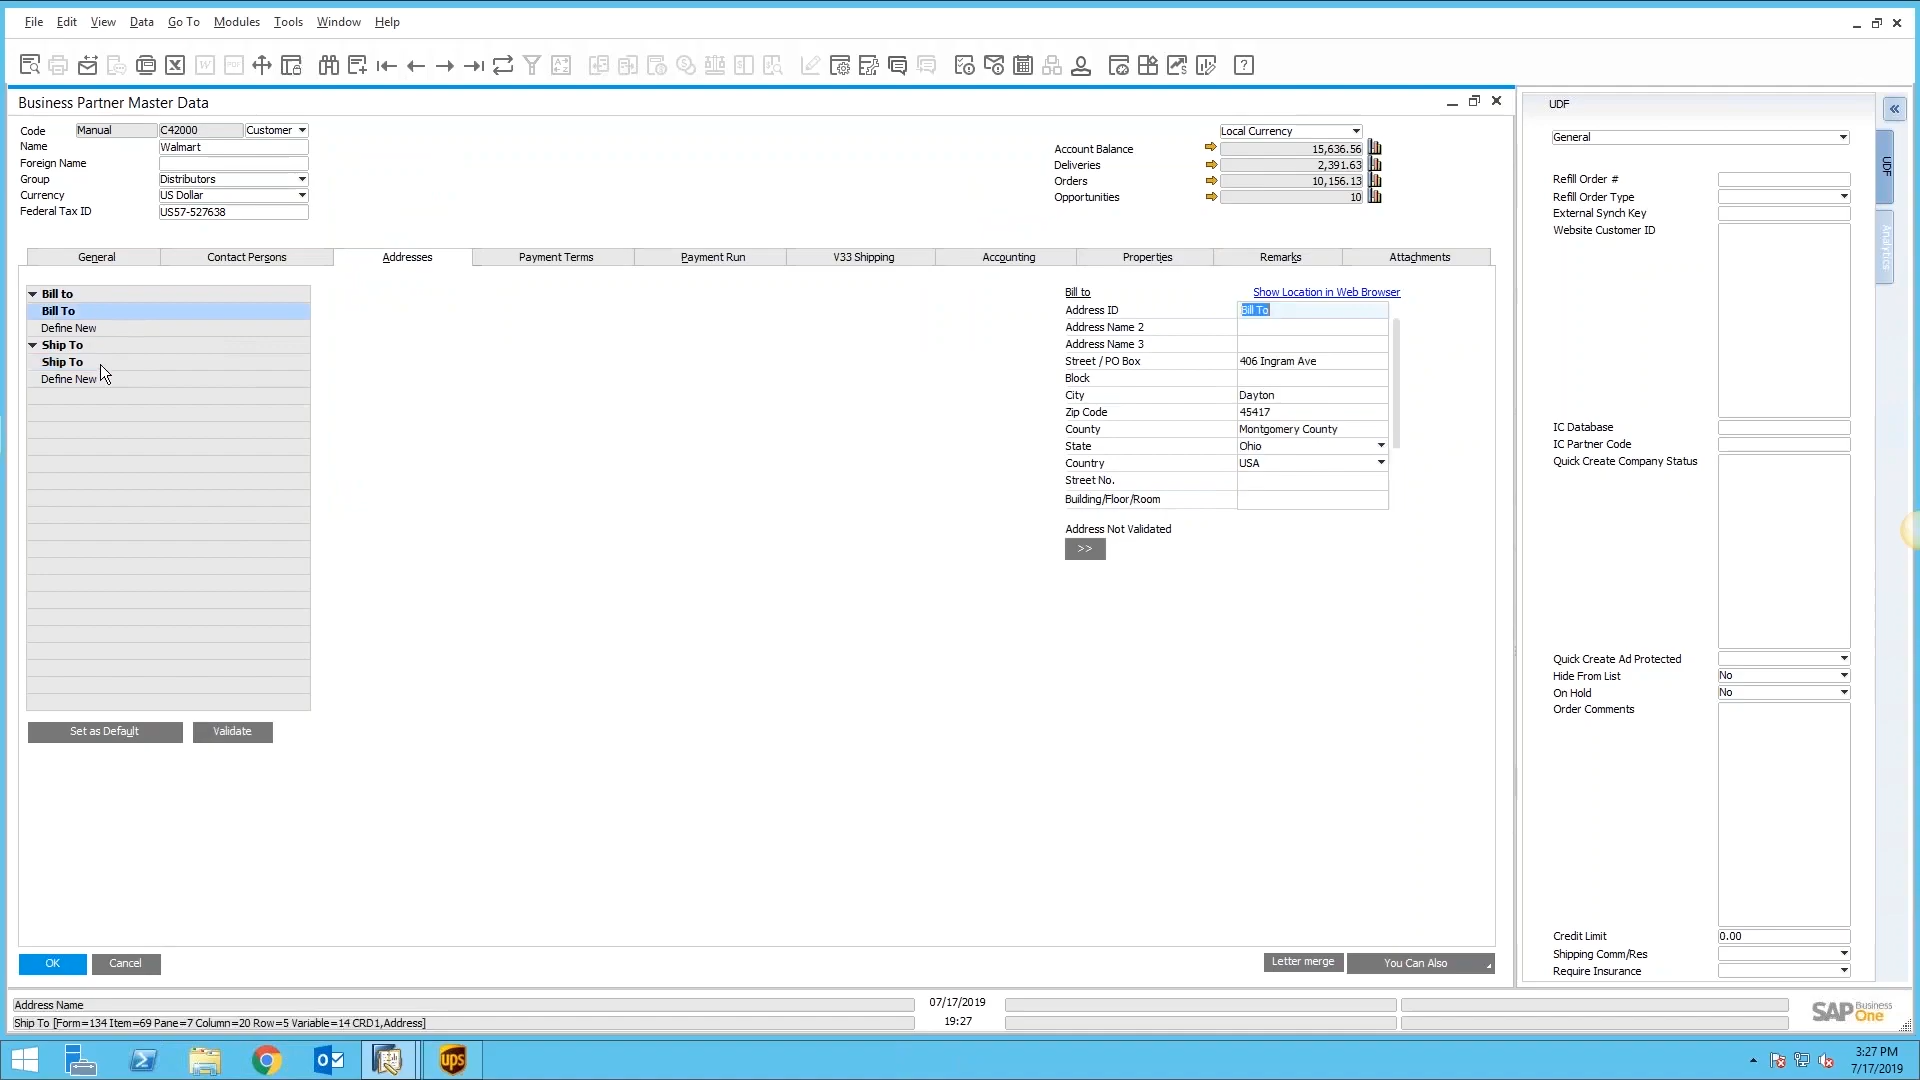 File Edit View Data Go To Modules Tools Window Help
Business Partner Master Data
Code Manual C42000 Customer
Name Walmart
Foreign Name
Group Distributors
Currency US Dollar
Federal Tax ID US57-527638
Local Currency
Account Balance 15,636.56
Deliveries 2,391.63
Orders 10,156.13
Opportunities 10
General Contact Persons Addresses Payment Terms Payment Run V33 Shipping Accounting Properties Remarks Attachments
Bill to
Bill To
Define New
Ship To
Ship To
Define New
Set as Default Validate
Bill to Show Location in Web Browser
Address ID Bill To
Address Name 2
Address Name 3
Street / PO Box 406 Ingram Ave
Block
City Dayton
Zip Code 45417
County Montgomery County
State Ohio
Country USA
Street No.
Building/Floor/Room
Address Not Validated
>>
OK Cancel
Letter merge You Can Also
UDF
General
UDF
Analytics
Refill Order #
Refill Order Type
External Synch Key
Website Customer ID
IC Database
IC Partner Code
Quick Create Company Status
Quick Create Ad Protected
Hide From List No
On Hold No
Order Comments
Credit Limit 0.00
Shipping Comm/Res
Require Insurance
Address Name 07/17/2019
Ship To [Form=134 Item=69 Pane=7 Column=20 Row=5 Variable=14 CRD1,Address] 19:27
SAP Business One
ups
3:27 PM
7/17/2019